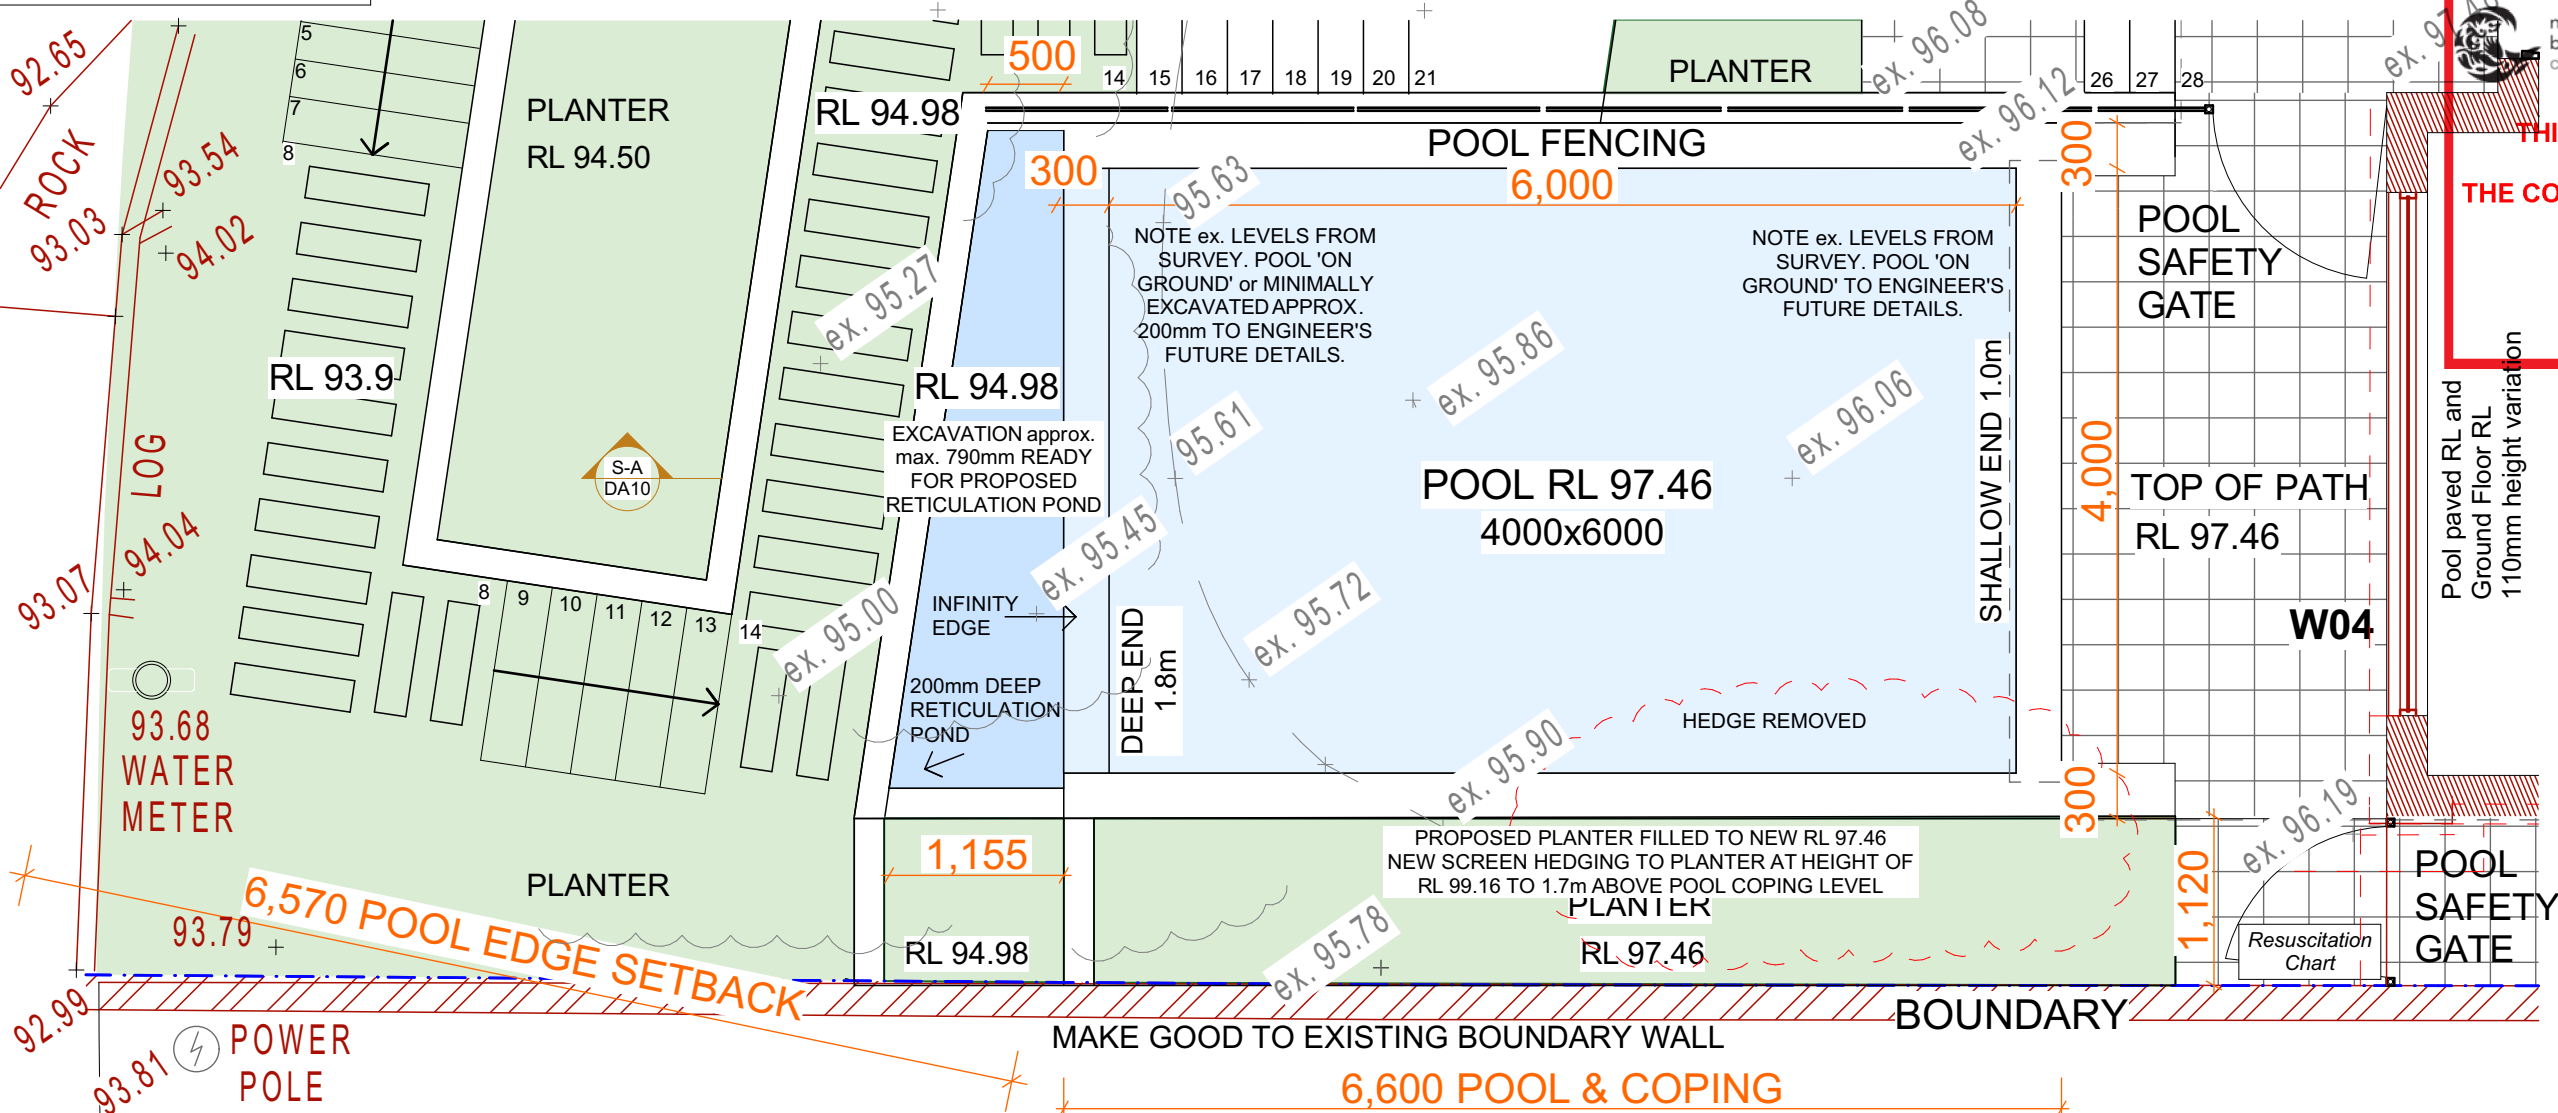 92.65
ROCK
93.54
93.03
94.02
5
6
7
8
PLANTER
RL 94.50
RL 94.98
500
14
15
16
17
18
19
20
21
PLANTER
ex. 96.08
26
27
28
THE CO
POOL FENCING
ex. 96.12
300
300
6,000
95.63
NOTE ex. LEVELS FROM
SURVEY. POOL 'ON
GROUND' or MINIMALLY
EXCAVATED APPROX.
200mm TO ENGINEER'S
FUTURE DETAILS.
NOTE ex. LEVELS FROM
SURVEY. POOL 'ON
GROUND' TO ENGINEER'S
FUTURE DETAILS.
POOL
SAFETY
GATE
ex. 95.27
RL 93.9
RL 94.98
ex. 95.86
ex. 96.06
95.61
SHALLOW END 1.0m
Pool paved RL and
Ground Floor RL
110mm height variation
LOG
94.04
93.07
S-A
DA10
EXCAVATION approx.
max. 790mm READY
FOR PROPOSED
RETICULATION POND
ex. 95.45
POOL RL 97.46
4000x6000
4,000
TOP OF PATH
RL 97.46
W04
8
9
10
11
12
13
14
ex. 95.00
INFINITY
EDGE
DEEP END
1.8m
ex. 95.72
200mm DEEP
RETICULATION
POND
HEDGE REMOVED
93.68
WATER
METER
ex. 95.90
300
ex. 96.19
PLANTER
1,155
PROPOSED PLANTER FILLED TO NEW RL 97.46
NEW SCREEN HEDGING TO PLANTER AT HEIGHT OF
RL 99.16 TO 1.7m ABOVE POOL COPING LEVEL
PLANTER
RL 97.46
1,120
POOL
SAFETY
GATE
Resuscitation
Chart
93.79
6,570 POOL EDGE SETBACK
RL 94.98
ex. 95.78
BOUNDARY
92.99
93.81
POWER
POLE
MAKE GOOD TO EXISTING BOUNDARY WALL
6,600 POOL & COPING